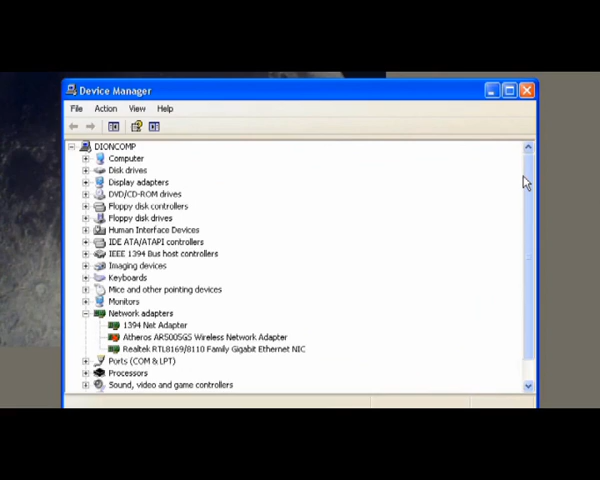 Device Manager
File Action View Help
DIONCOMP
Computer
Disk drives
Display adapters
DVD/CD-ROM drives
Floppy disk controllers
Floppy disk drives
Human Interface Devices
IDE ATA/ATAPI controllers
IEEE 1394 Bus host controllers
Imaging devices
Keyboards
Mice and other pointing devices
Monitors
Network adapters
1394 Net Adapter
Atheros AR5005GS Wireless Network Adapter
Realtek RTL8169/8110 Family Gigabit Ethernet NIC
Ports (COM & LPT)
Processors
Sound, video and game controllers